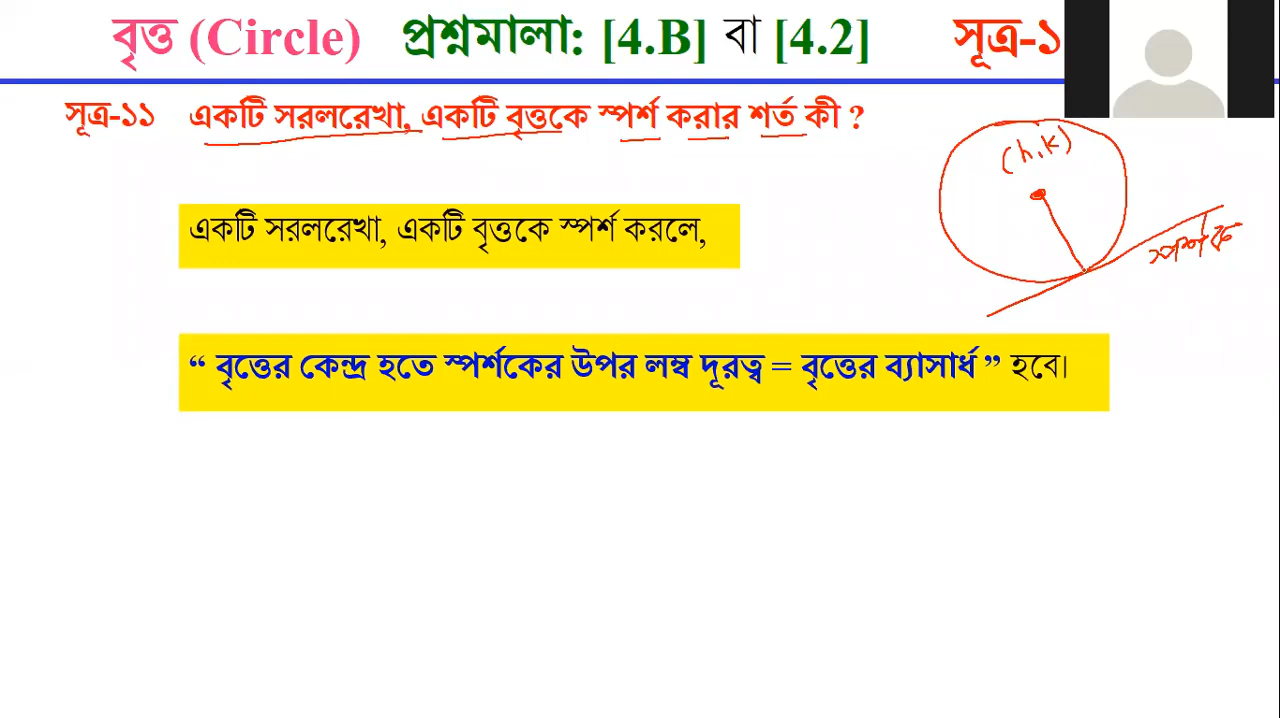 বৃত্ত (Circle) প্রশ্নমালা: [4.B] বা [4.2] সূত্র-১
সূত্র-১১ একটি সরলরেখা, একটি বৃত্তকে স্পর্শ করার শর্ত কী ?
(h, k)
একটি সরলরেখা, একটি বৃত্তকে স্পর্শ করলে,
স্পর্শক
“ বৃত্তের কেন্দ্র হতে স্পর্শকের উপর লম্ব দূরত্ব = বৃত্তের ব্যাসার্ধ ” হবে।